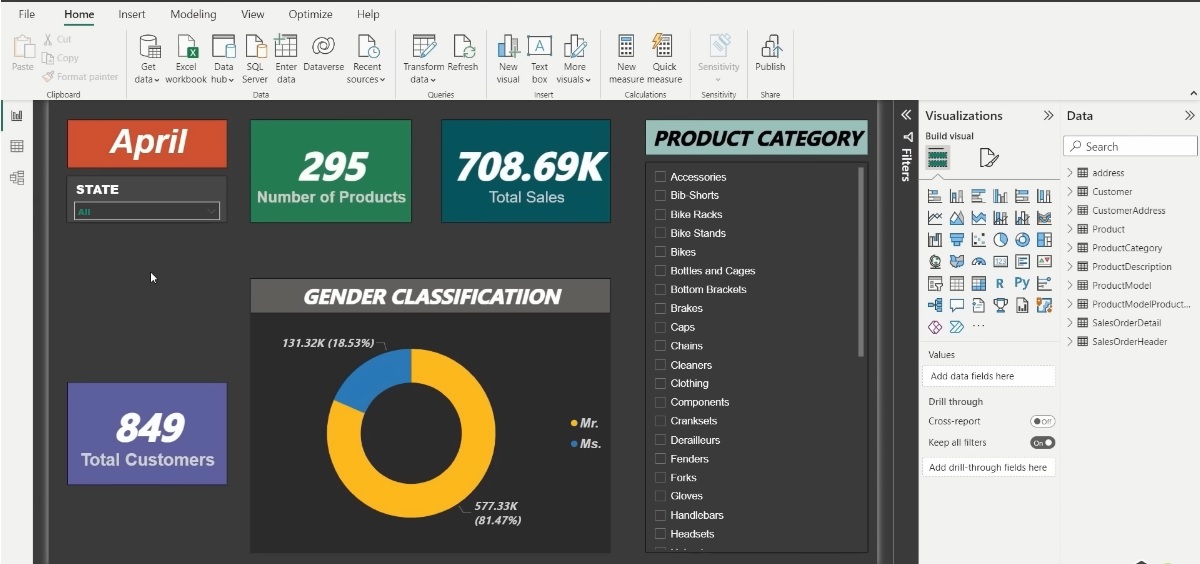 File Home Insert Modeling View Optimize Help
Paste
Cut
Copy
Format painter
Clipboard
Get data
Excel workbook
Data hub
SQL Server
Enter data
Dataverse
Recent sources
Data
Transform data
Refresh
Queries
New visual
Text box
More visuals
Insert
New measure
Quick measure
Calculations
Sensitivity
Sensitivity
Publish
Share
April
STATE
All
295
Number of Products
708.69K
Total Sales
849
Total Customers
GENDER CLASSIFICATIION
131.32K (18.53%)
577.33K
(81.47%)
Mr.
Ms.
PRODUCT CATEGORY
Accessories
Bib-Shorts
Bike Racks
Bike Stands
Bikes
Bottles and Cages
Bottom Brackets
Brakes
Caps
Chains
Cleaners
Clothing
Components
Cranksets
Derailleurs
Fenders
Forks
Gloves
Handlebars
Headsets
Filters
Visualizations
Build visual
123
R
Py
Values
Add data fields here
Drill through
Cross-report
Off
Keep all filters
On
Add drill-through fields here
Data
Search
address
Customer
CustomerAddress
Product
ProductCategory
ProductDescription
ProductModel
ProductModelProduct...
SalesOrderDetail
SalesOrderHeader